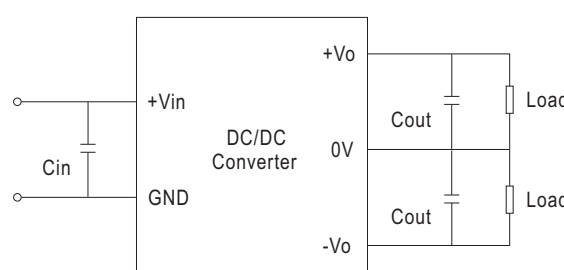 +Vo
+Vin
Cout
Load
DC/DC
Converter
0V
Cin
GND
Cout
Load
-Vo